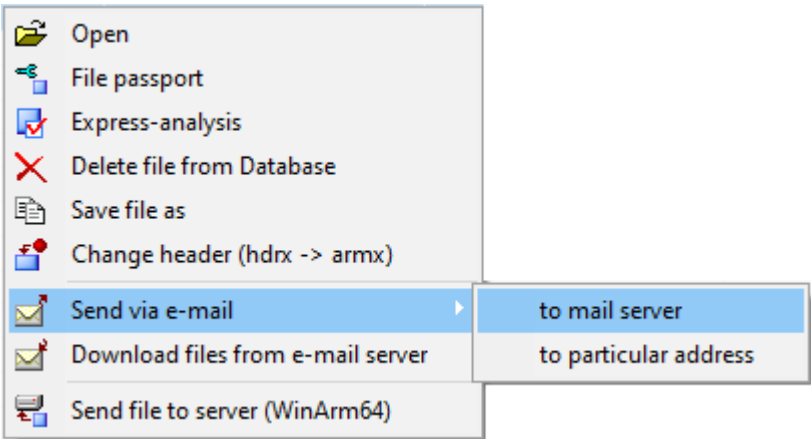 Open
File passport
Express-analysis
Delete file from Database
Save file as
Change header (hdrx -> armx)
Send via e-mail
to mail server
Download files from e-mail server
to particular address
Send file to server (WinArm64)